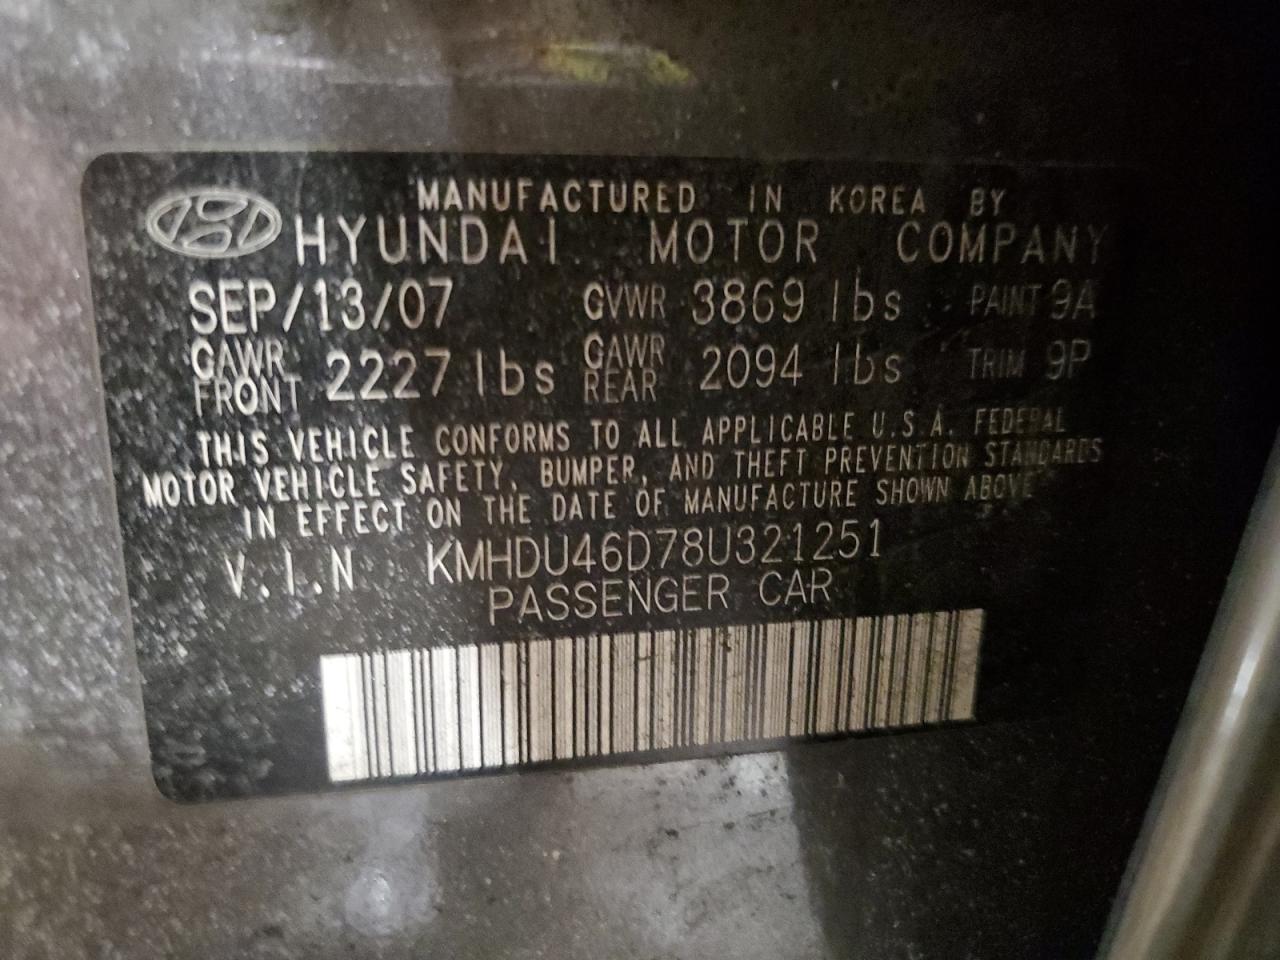 MANUFACTURED IN KOREA BY
HYUNDAI MOTOR COMPANY
SEP/13/07 GVWR 3869 lbs PAINT 9A
GAWR FRONT 2227 lbs GAWR REAR 2094 lbs TRIM 9P
THIS VEHICLE CONFORMS TO ALL APPLICABLE U.S.A. FEDERAL
MOTOR VEHICLE SAFETY, BUMPER, AND THEFT PREVENTION STANDARDS
IN EFFECT ON THE DATE OF MANUFACTURE SHOWN ABOVE
V.I.N KMHDU46D78U321251
PASSENGER CAR